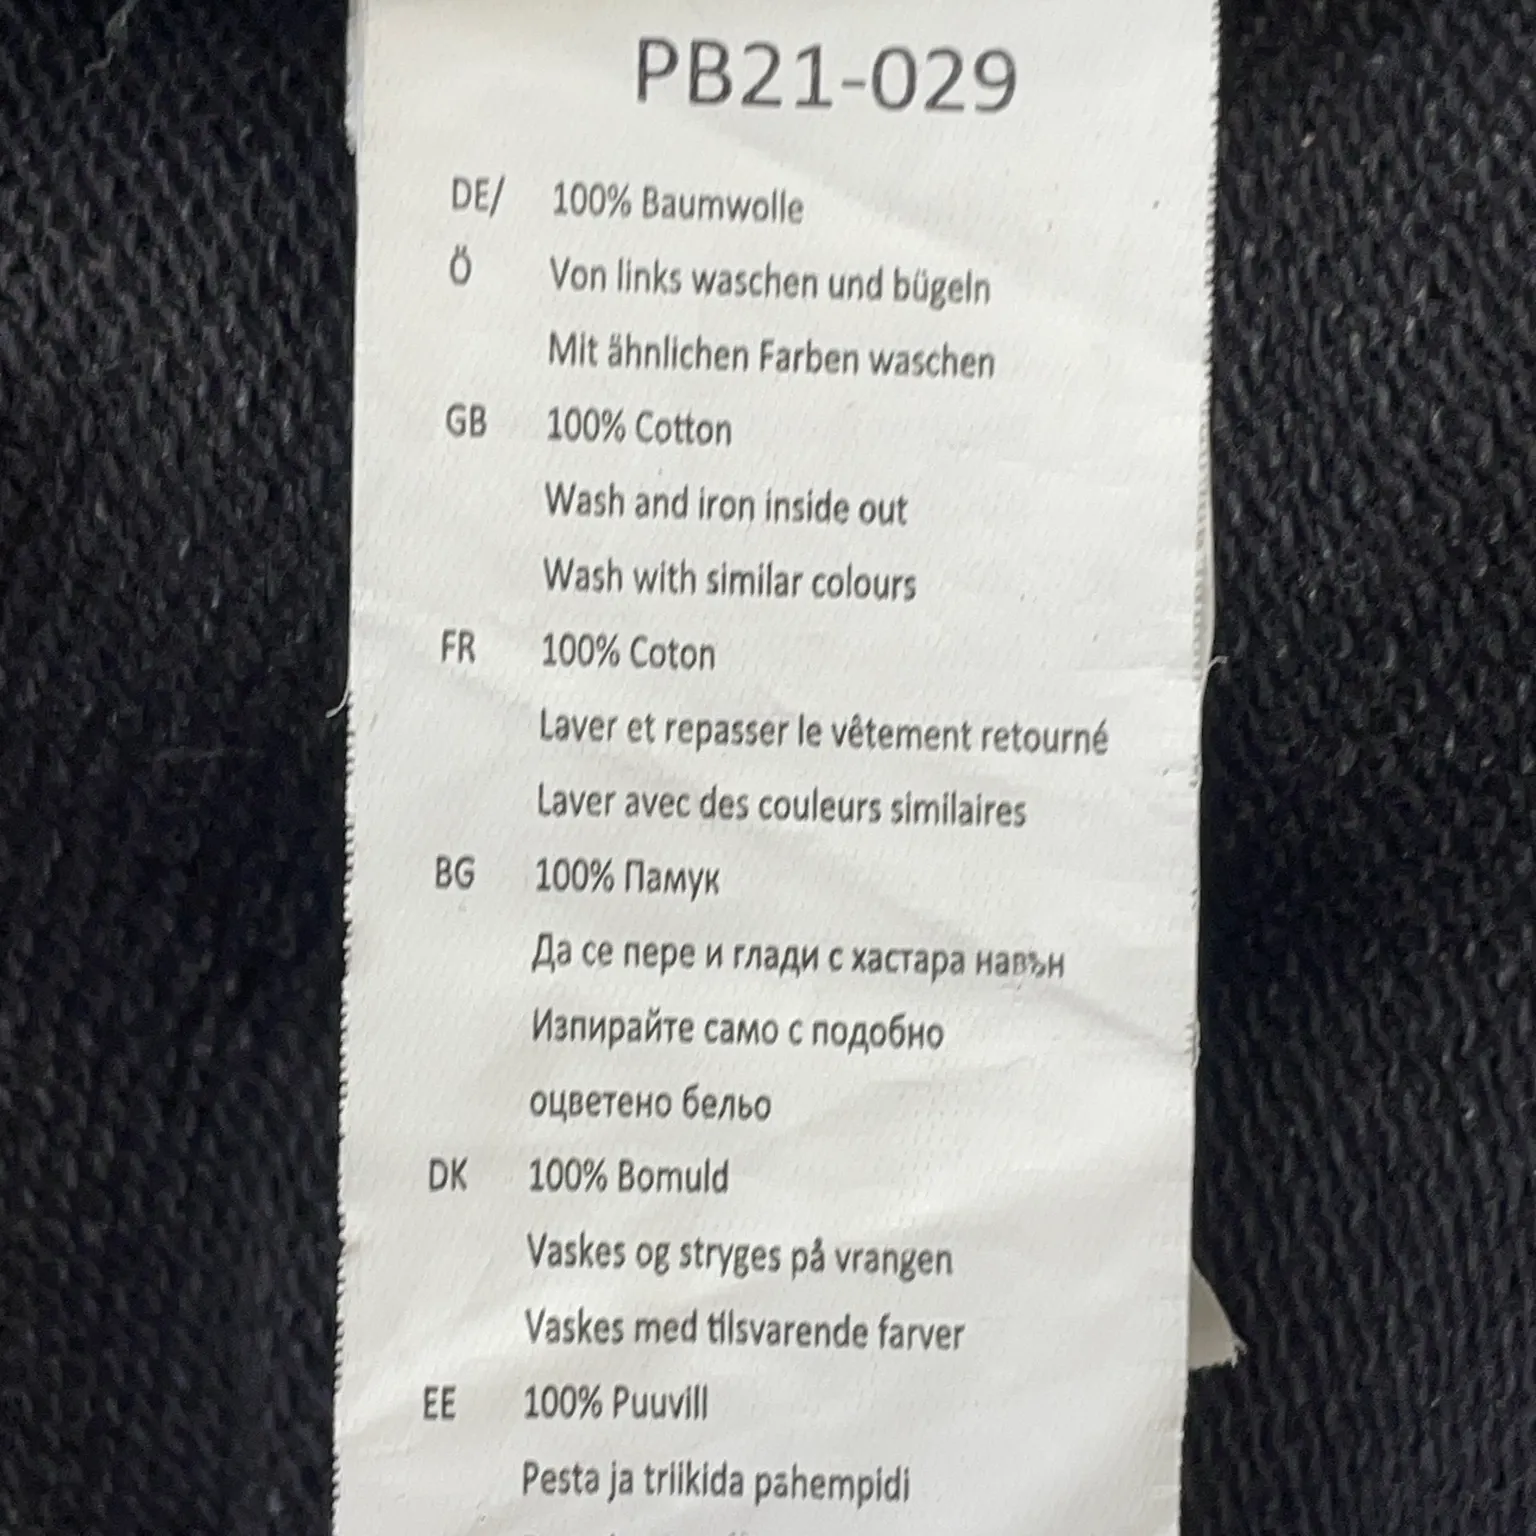 PB21-029
DE/ 100% Baumwolle
Ö Von links waschen und bügeln
Mit ähnlichen Farben waschen
GB 100% Cotton
Wash and iron inside out
Wash with similar colours
FR 100% Coton
Laver et repasser le vêtement retourné
Laver avec des couleurs similaires
BG 100% Памук
Да се пере и глади с хастара навън
Изпирайте само с подобно
оцветено бельо
DK 100% Bomuld
Vaskes og stryges på vrangen
Vaskes med tilsvarende farver
EE 100% Puuvill
Pesta ja triikida pahempidi